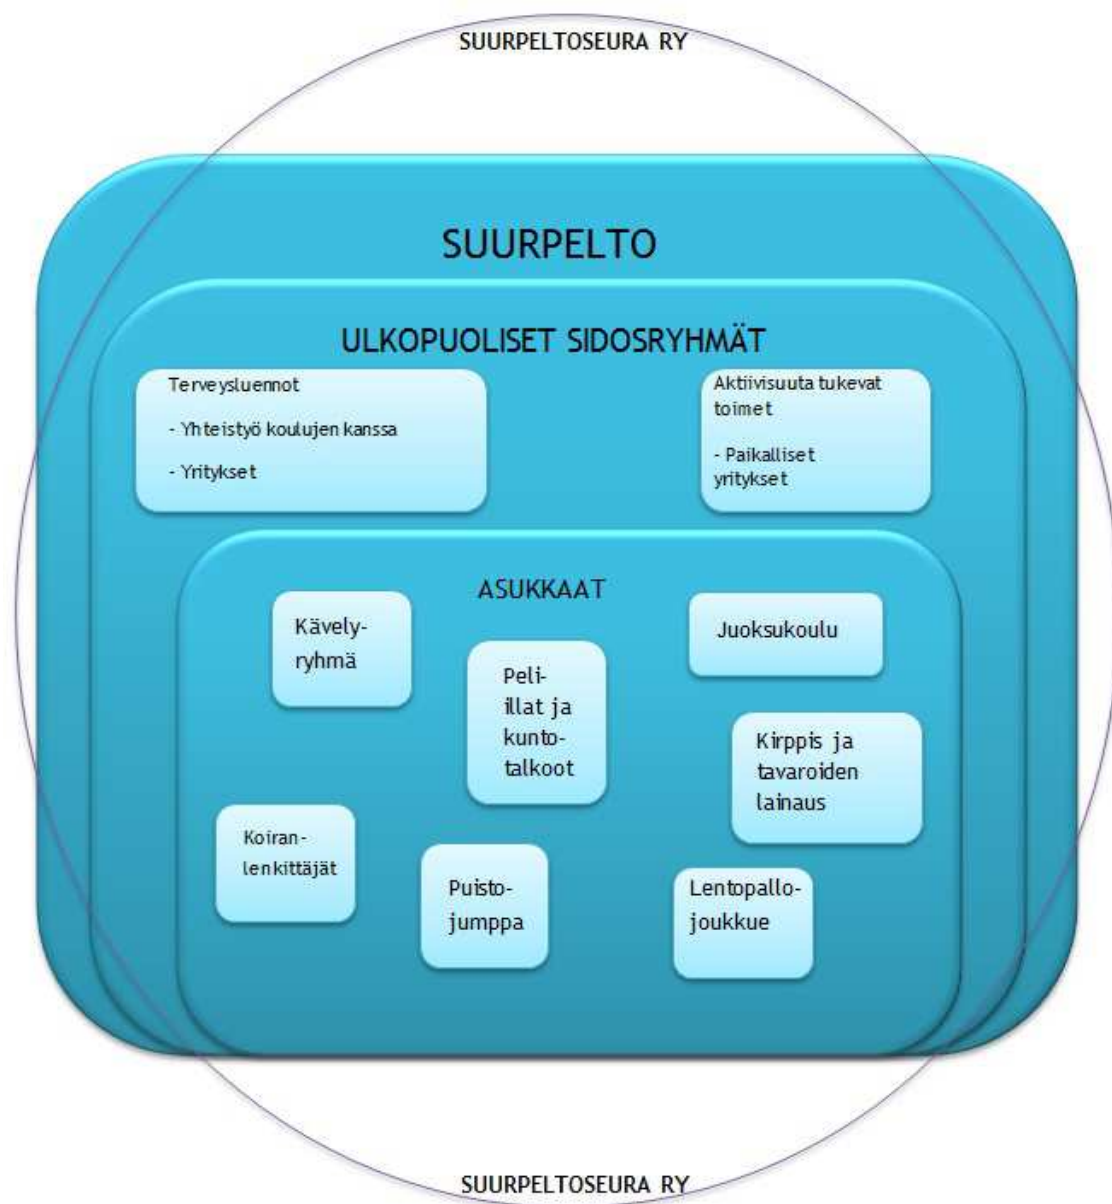 SUURPELTOSEURA RY
SUURPELTO
ULKOPUOLISET SIDOSRYHMÄT
Terveysluennot
- Yhteistyö koulujen kanssa
- Yritykset
Aktiivisuuta tukevat
toimet
- Paikalliset
yritykset
ASUKKAAT
Kävely-
ryhmä
Peli-
illat ja
kunto-
talkoot
Juoksukoulu
Kirppis ja
tavaroiden
lainaus
Koiran-
lenkittäjät
Puisto-
jumppa
Lentopallo-
joukkue
SUURPELTOSEURA RY